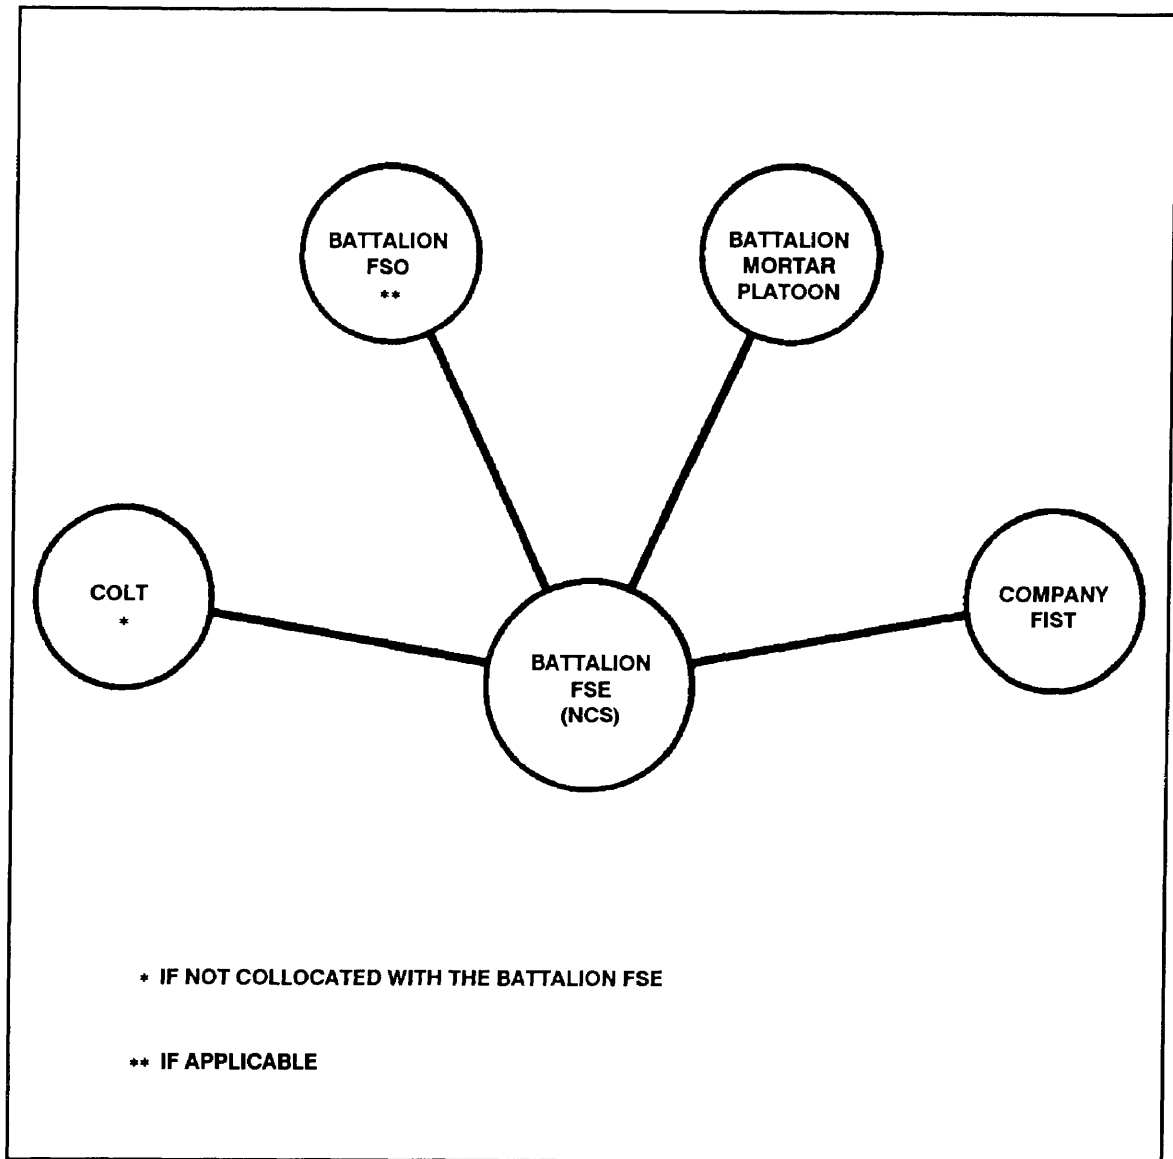 BATTALION
FSO
**
BATTALION
MORTAR
PLATOON
COLT
*
BATTALION
FSE
(NCS)
COMPANY
FIST
* IF NOT COLLOCATED WITH THE BATTALION FSE
** IF APPLICABLE